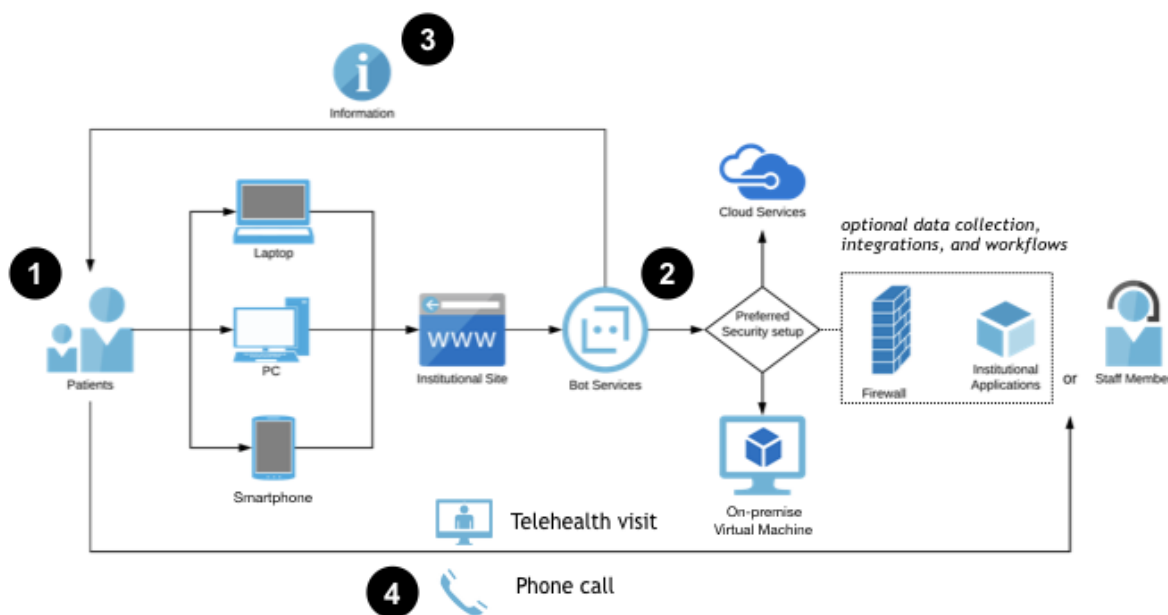 3
Information
Cloud Services
optional data collection,
integrations, and workflows
Laptop
1
2
Preferred
Security setup
WWW
Patients
PC
Institutional Site
Bot Services
Firewall
Institutional
Applications
or
Staff Membe
Smartphone
On-premise
Virtual Machine
Telehealth visit
4
Phone call